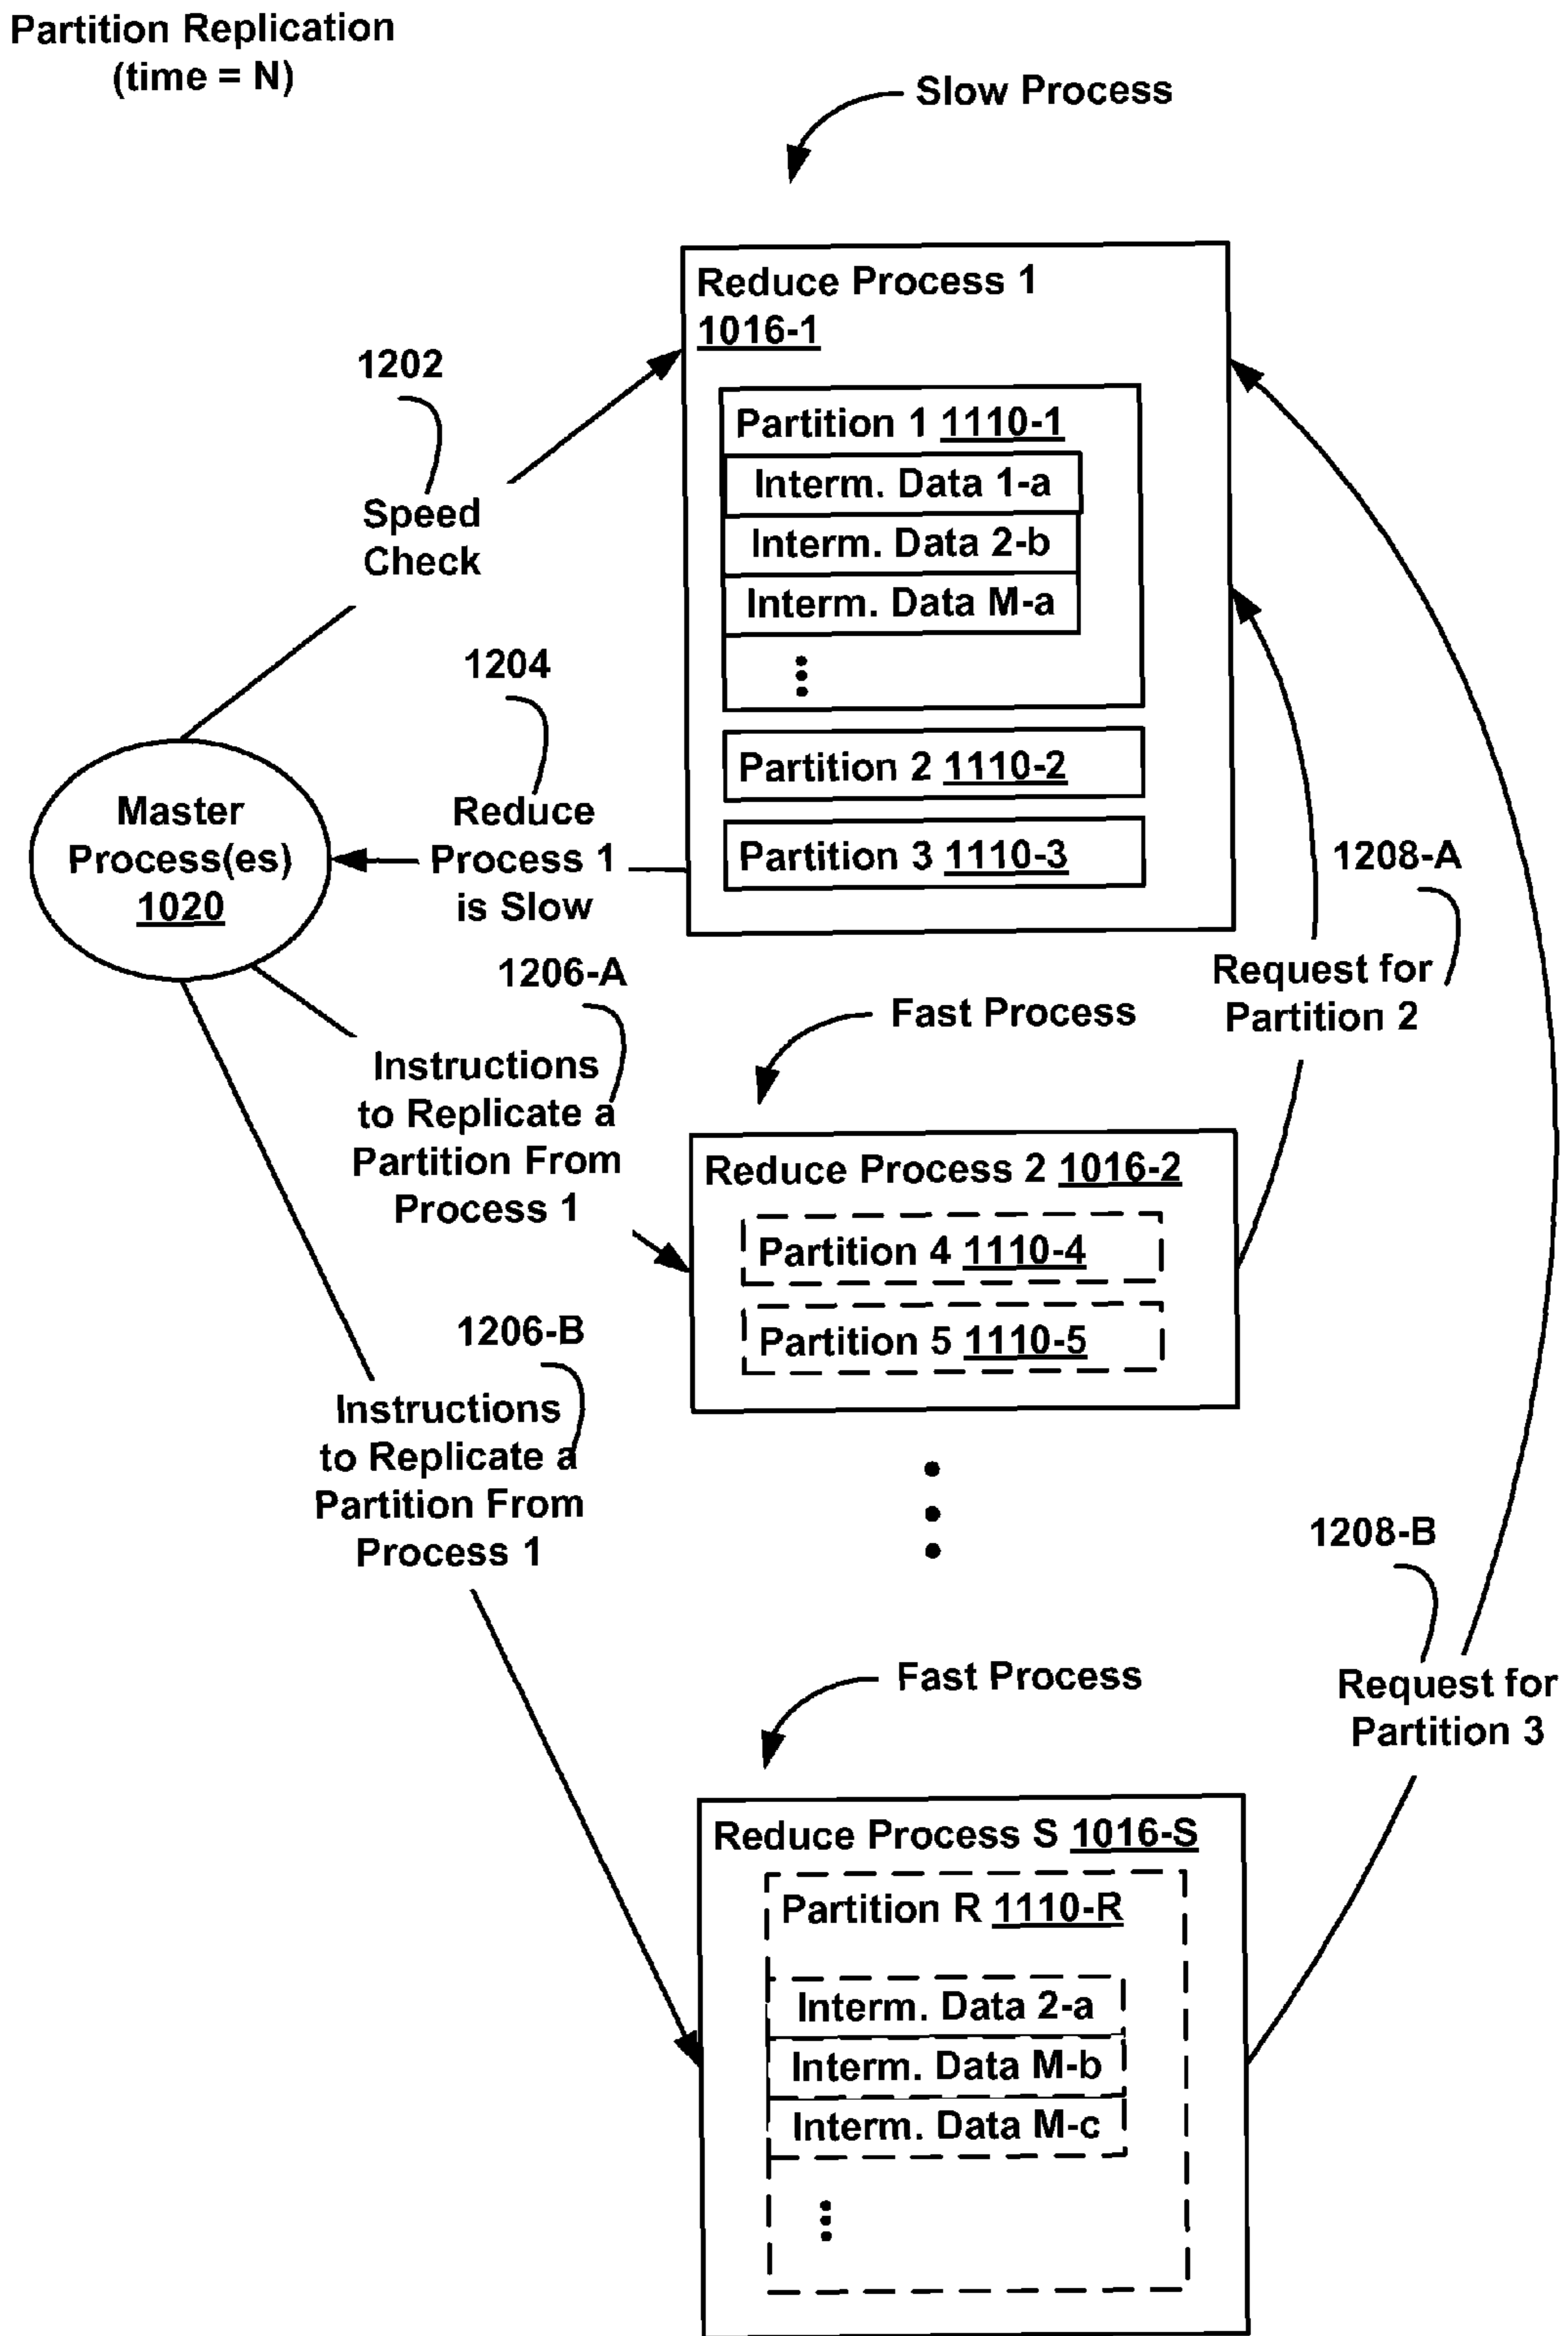 Partition Replication
(time = N)
Slow Process
Reduce Process 1
1016-1
1202
Partition 1 1110-1
Interm. Data 1-a
Speed
Check
Interm. Data 2-b
Interm. Data M-a
1204
Partition 2 1110-2
Master
Process(es)
1020
Reduce
Process 1
is Slow
Partition 3 1110-3
1208-A
Request for
Partition 2
1206-A
Fast Process
Instructions
to Replicate a
Partition From
Process 1
Reduce Process 2 1016-2
Partition 4 1110-4
Partition 5 1110-5
1206-B
Instructions
to Replicate a
Partition From
Process 1
1208-B
Request for
Partition 3
Fast Process
Reduce Process S 1016-S
Partition R 1110-R
Interm. Data 2-a
Interm. Data M-b
Interm. Data M-c